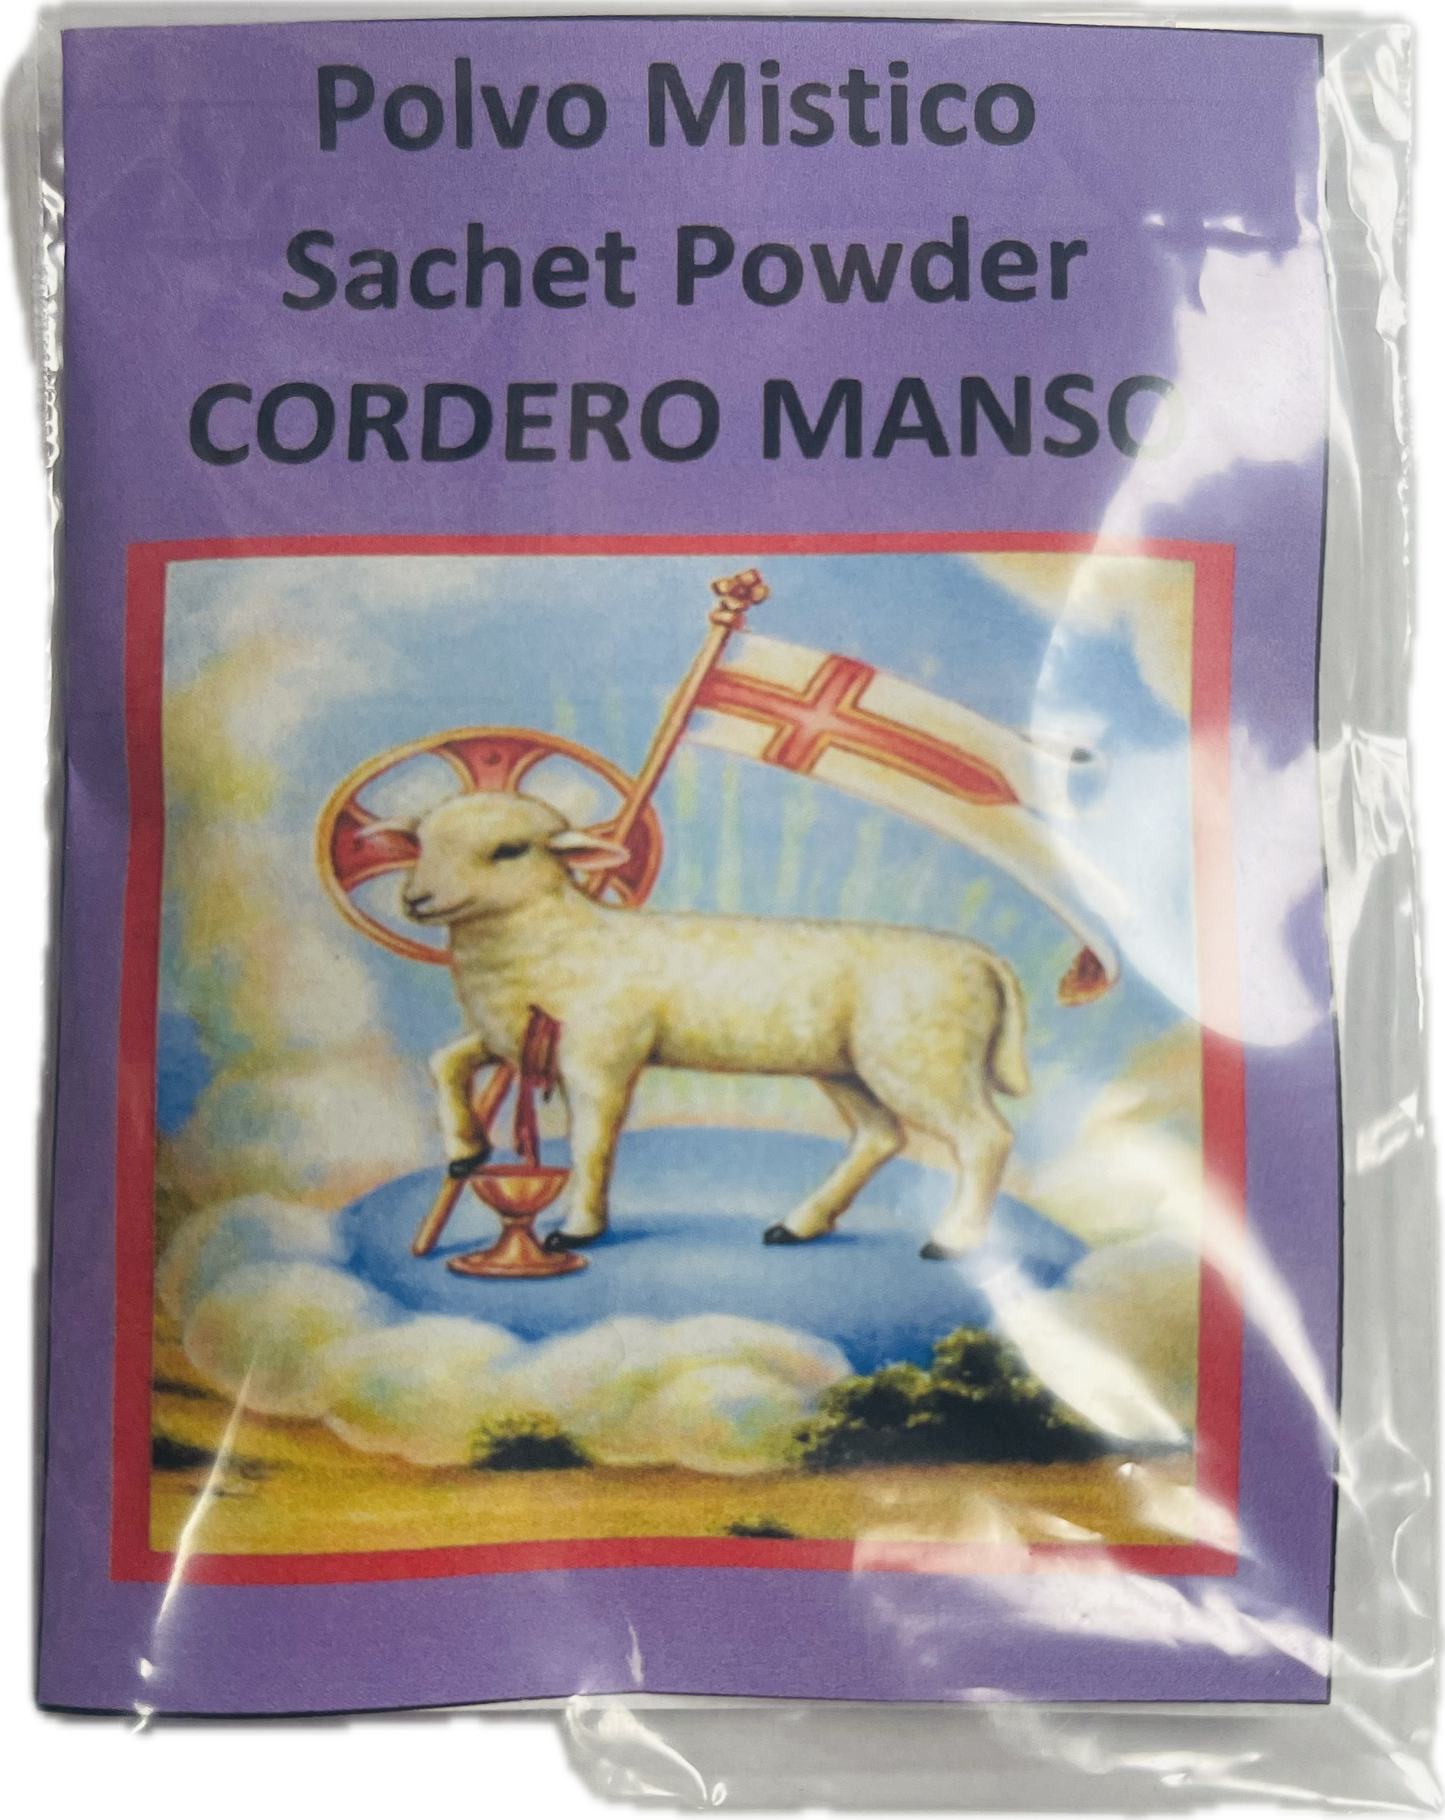 Polvo Mistico
Sachet Powder
CORDERO MANSO